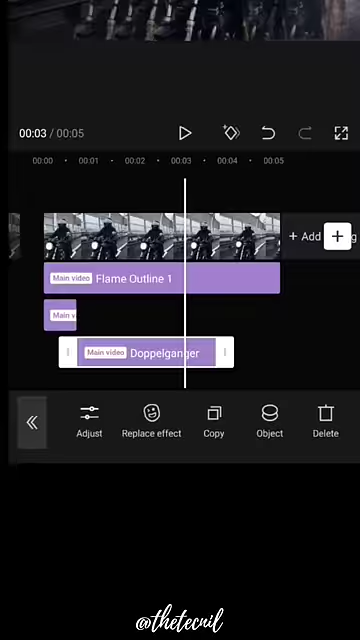 00:03 / 00:05
00:00 00:01 00:02 00:03 00:04 00:05
+ Add
Main video Flame Outline 1
Main v
Main video Doppelganger
Adjust Replace effect Copy Object Delete
@thetecnil